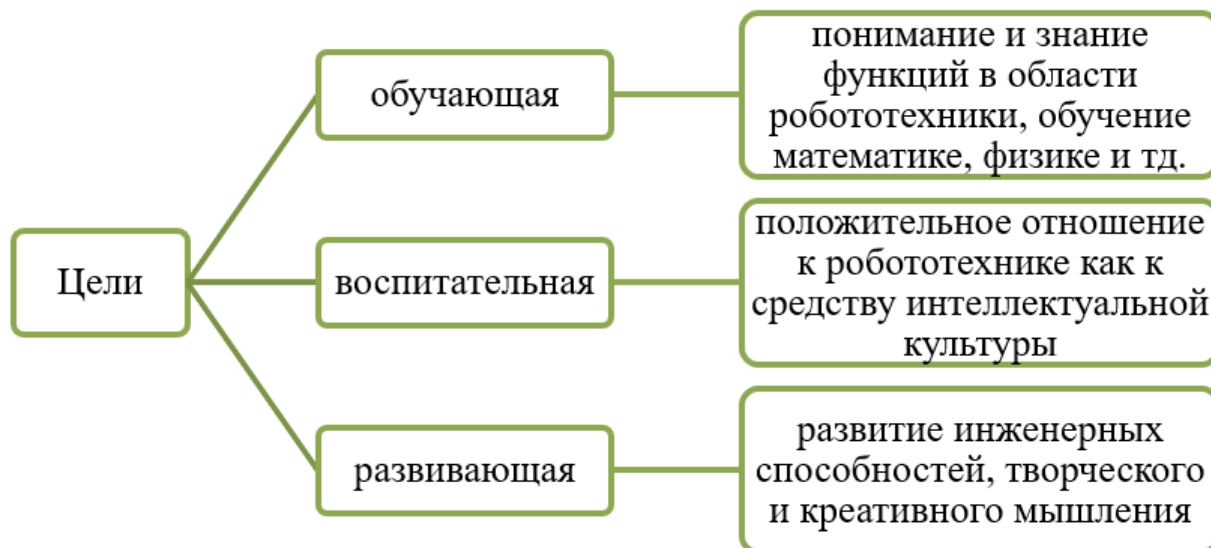 Цели
обучающая
понимание и знание
функций в области
робототехники, обучение
математике, физике и тд.
воспитательная
положительное отношение
к робототехнике как к
средству интеллектуальной
культуры
развивающая
развитие инженерных
способностей, творческого
и креативного мышления